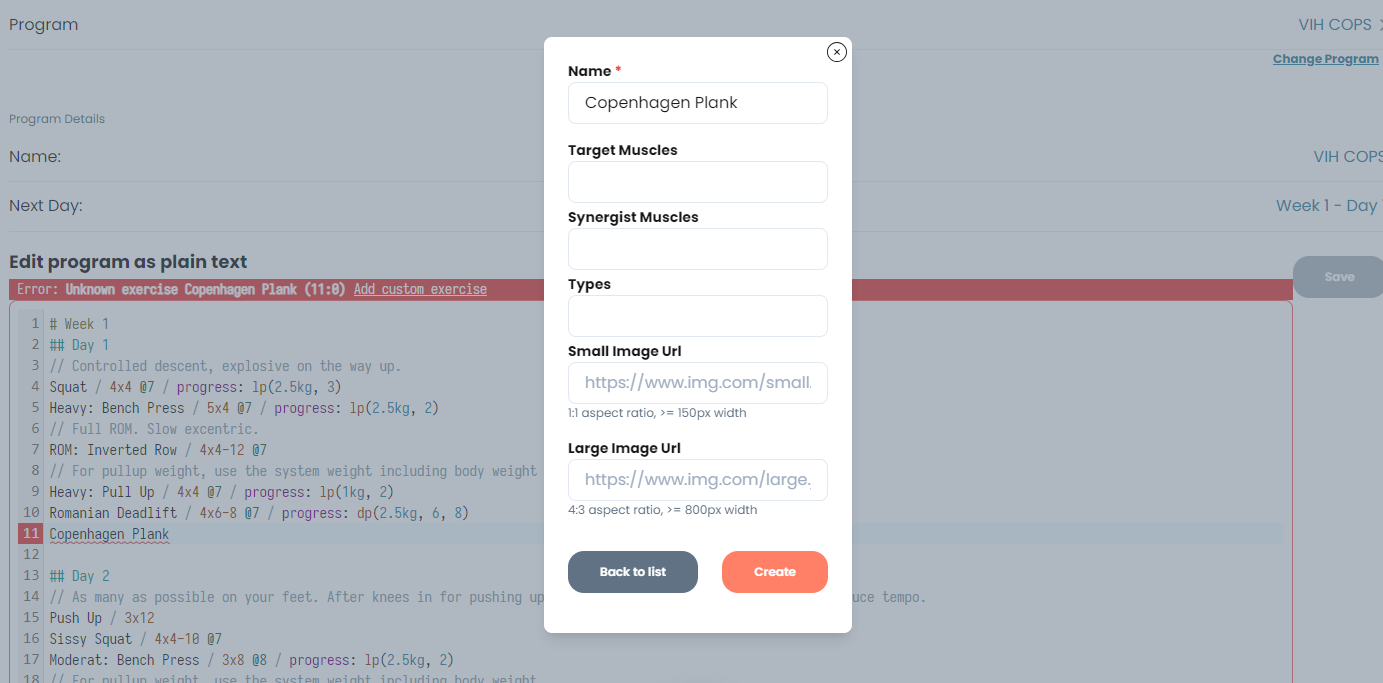 Program
VIH COPS
Change Program
Program Details
Name:
VIH COPS
Next Day:
Week 1 - Day
Edit program as plain text
Save
Error: Unknown exercise Copenhagen Plank (11:0) Add custom exercise
1 # Week 1
2 ## Day 1
3 // Controlled descent, explosive on the way up.
4 Squat / 4x4 @7 / progress: lp(2.5kg, 3)
5 Heavy: Bench Press / 5x4 @7 / progress: lp(2.5kg, 2)
6 // Full ROM. Slow excentric.
7 ROM: Inverted Row / 4x4-12 @7
8 // For pullup weight, use the system weight including body weight
9 Heavy: Pull Up / 4x4 @7 / progress: lp(1kg, 2)
10 Romanian Deadlift / 4x6-8 @7 / progress: dp(2.5kg, 6, 8)
11 Copenhagen Plank
12
13 ## Day 2
14 // As many as possible on your feet. After knees in for pushing up uce tempo.
15 Push Up / 3x12
16 Sissy Squat / 4x4-10 @7
17 Moderat: Bench Press / 3x8 @8 / progress: lp(2.5kg, 2)
18 // For pullup weight, use the system weight including body weight
Name *
Copenhagen Plank
Target Muscles
Synergist Muscles
Types
Small Image Url
https://www.img.com/small.
1:1 aspect ratio, >= 150px width
Large Image Url
https://www.img.com/large.
4:3 aspect ratio, >= 800px width
Back to list
Create